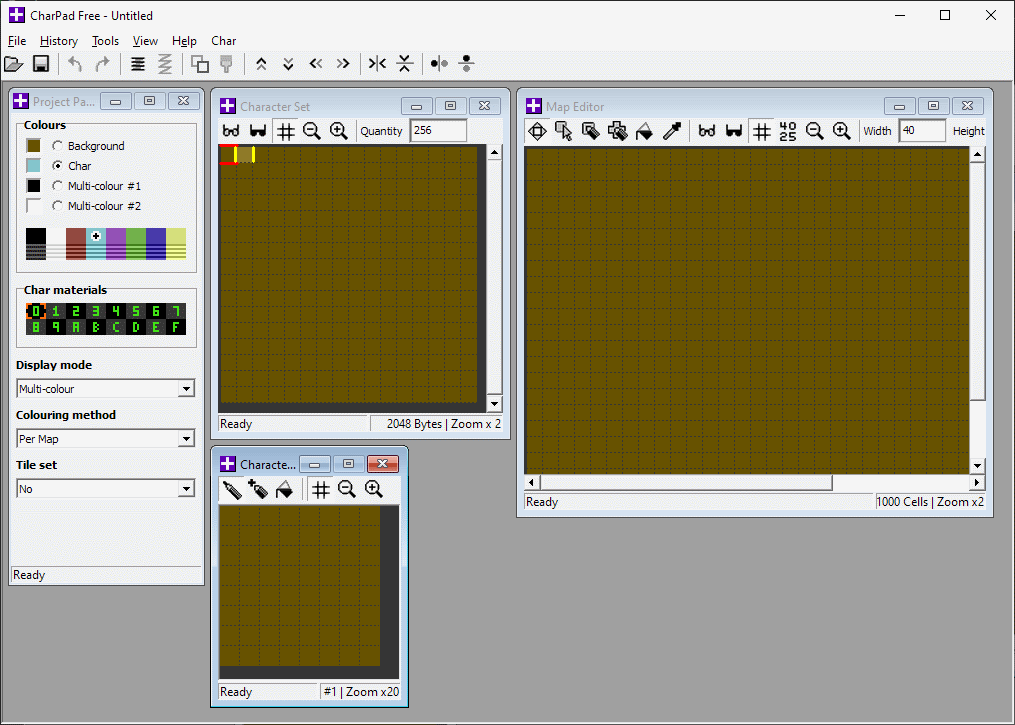 CharPad Free - Untitled
File History Tools View Help Char
Project Pa...
Colours
Background
Char
Multi-colour #1
Multi-colour #2
Char materials
0 1 2 3 4 5 6 7
8 9 A B C D E F
Display mode
Multi-colour
Colouring method
Per Map
Tile set
No
Ready
Character Set
Quantity 256
Ready 2048 Bytes | Zoom x 2
Characte...
Ready #1 | Zoom x20
Map Editor
40
25
Width 40 Height
Ready 1000 Cells | Zoom x2